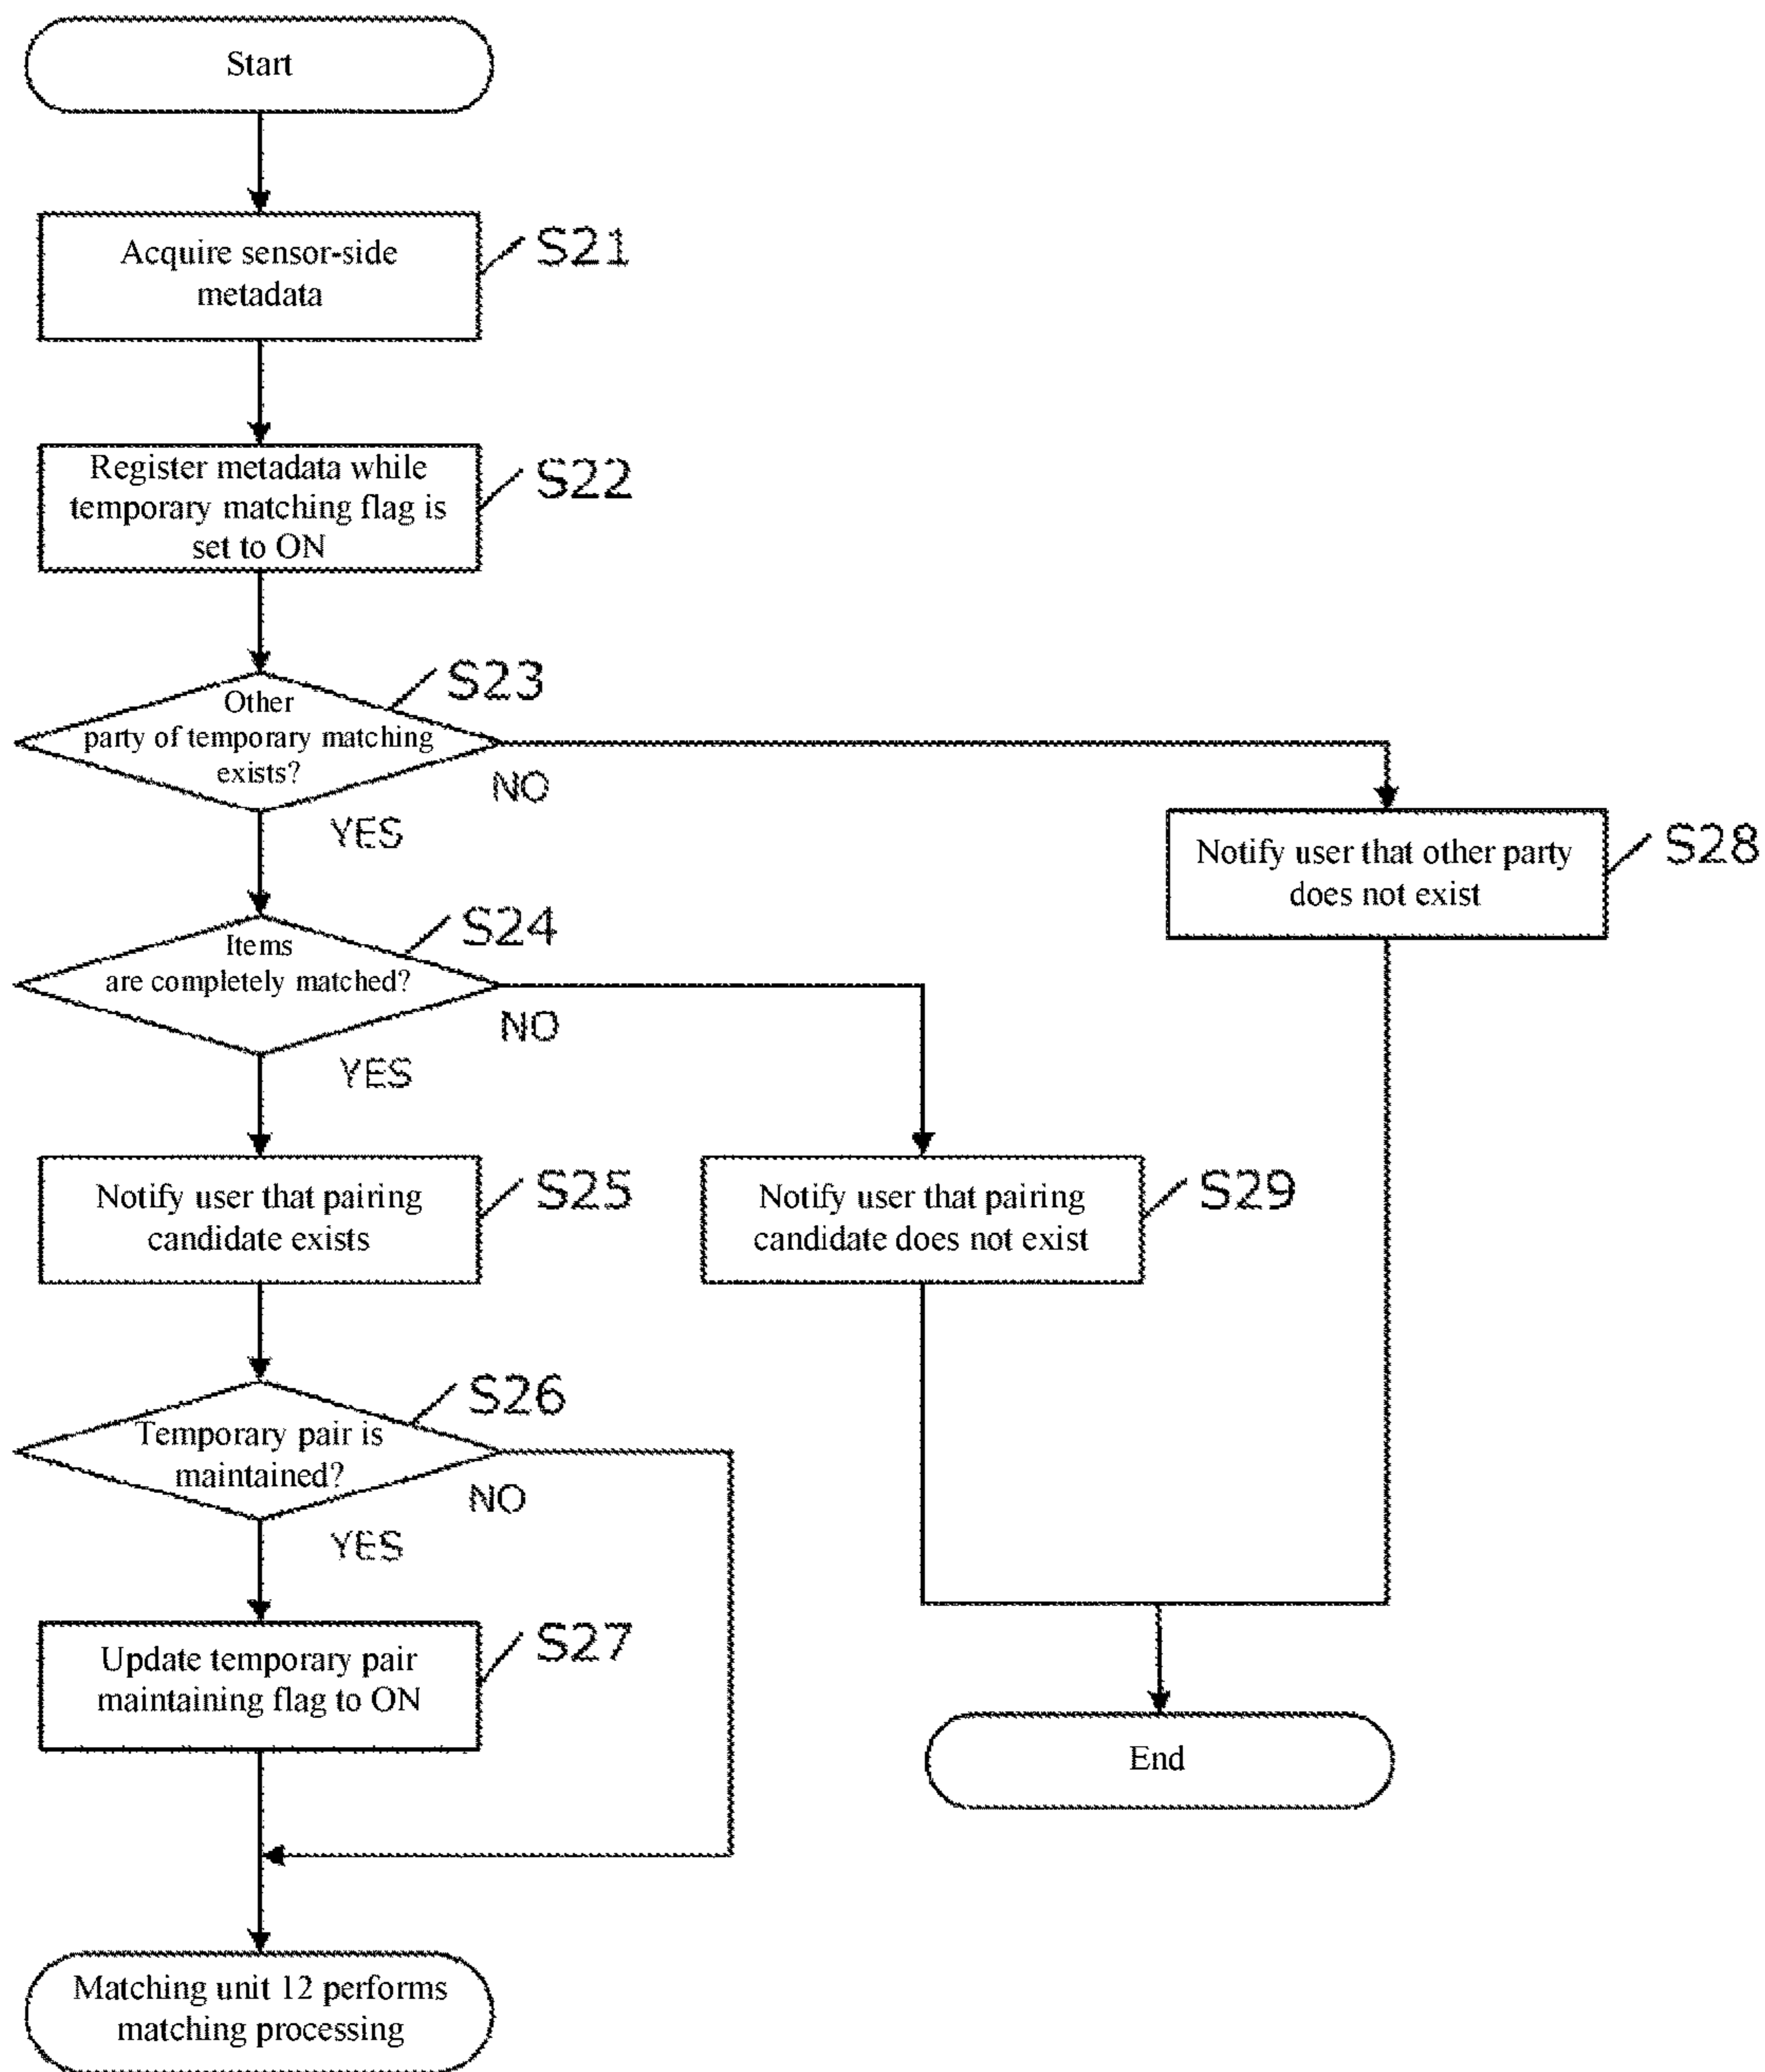 Start
Acquire sensor-side
metadata
S21
Register metadata while
temporary matching flag is
set to ON
S22
Other
party of temporary matching
exists?
S23
NO
YES
Notify user that other party
does not exist
S28
Items
are completely matched?
S24
NO
YES
Notify user that pairing
candidate exists
S25
Notify user that pairing
candidate does not exist
S29
Temporary pair is
maintained?
S26
NO
YES
Update temporary pair
maintaining flag to ON
S27
End
Matching unit 12 performs
matching processing